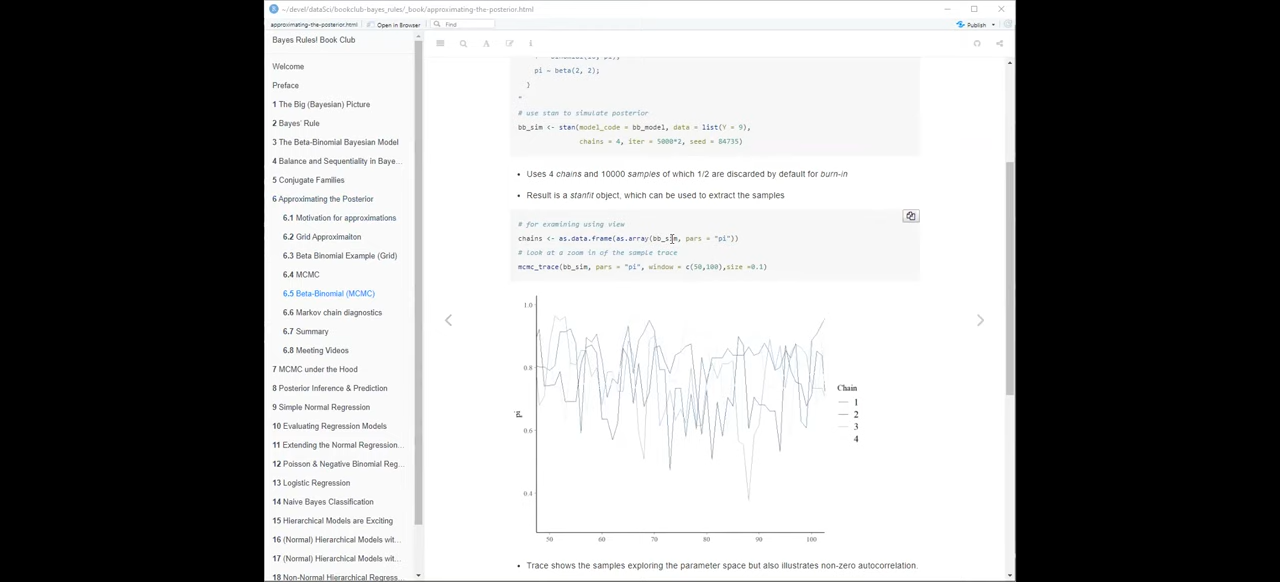 ~/devel/dataSci/bookclub-bayes_rules/_book/approximating-the-posterior.html
approximating-the-posterior.html
Open in Browser
Find
Publish
Bayes Rules! Book Club
Welcome
Preface
1 The Big (Bayesian) Picture
2 Bayes' Rule
3 The Beta-Binomial Bayesian Model
4 Balance and Sequentiality in Baye...
5 Conjugate Families
6 Approximating the Posterior
6.1 Motivation for approximations
6.2 Grid Approximaiton
6.3 Beta Binomial Example (Grid)
6.4 MCMC
6.5 Beta-Binomial (MCMC)
6.6 Markov chain diagnostics
6.7 Summary
6.8 Meeting Videos
7 MCMC under the Hood
8 Posterior Inference & Prediction
9 Simple Normal Regression
10 Evaluating Regression Models
11 Extending the Normal Regression...
12 Poisson & Negative Binomial Reg...
13 Logistic Regression
14 Naive Bayes Classification
15 Hierarchical Models are Exciting
16 (Normal) Hierarchical Models wit...
17 (Normal) Hierarchical Models wit...
18 Non-Normal Hierarchical Regress...
pi ~ beta(2, 2);
}
"
# use stan to simulate posterior
bb_sim <- stan(model_code = bb_model, data = list(Y = 9),
chains = 4, iter = 5000*2, seed = 84735)
• Uses 4 chains and 10000 samples of which 1/2 are discarded by default for burn-in
• Result is a stanfit object, which can be used to extract the samples
# for examining using view
chains <- as.data.frame(as.array(bb_sim, pars = "pi"))
# look at a zoom in of the sample trace
mcmc_trace(bb_sim, pars = "pi", window = c(50,100),size =0.1)
1.0
0.8
0.6
0.4
pi
50
60
70
80
90
100
Chain
1
2
3
4
• Trace shows the samples exploring the parameter space but also illustrates non-zero autocorrelation.